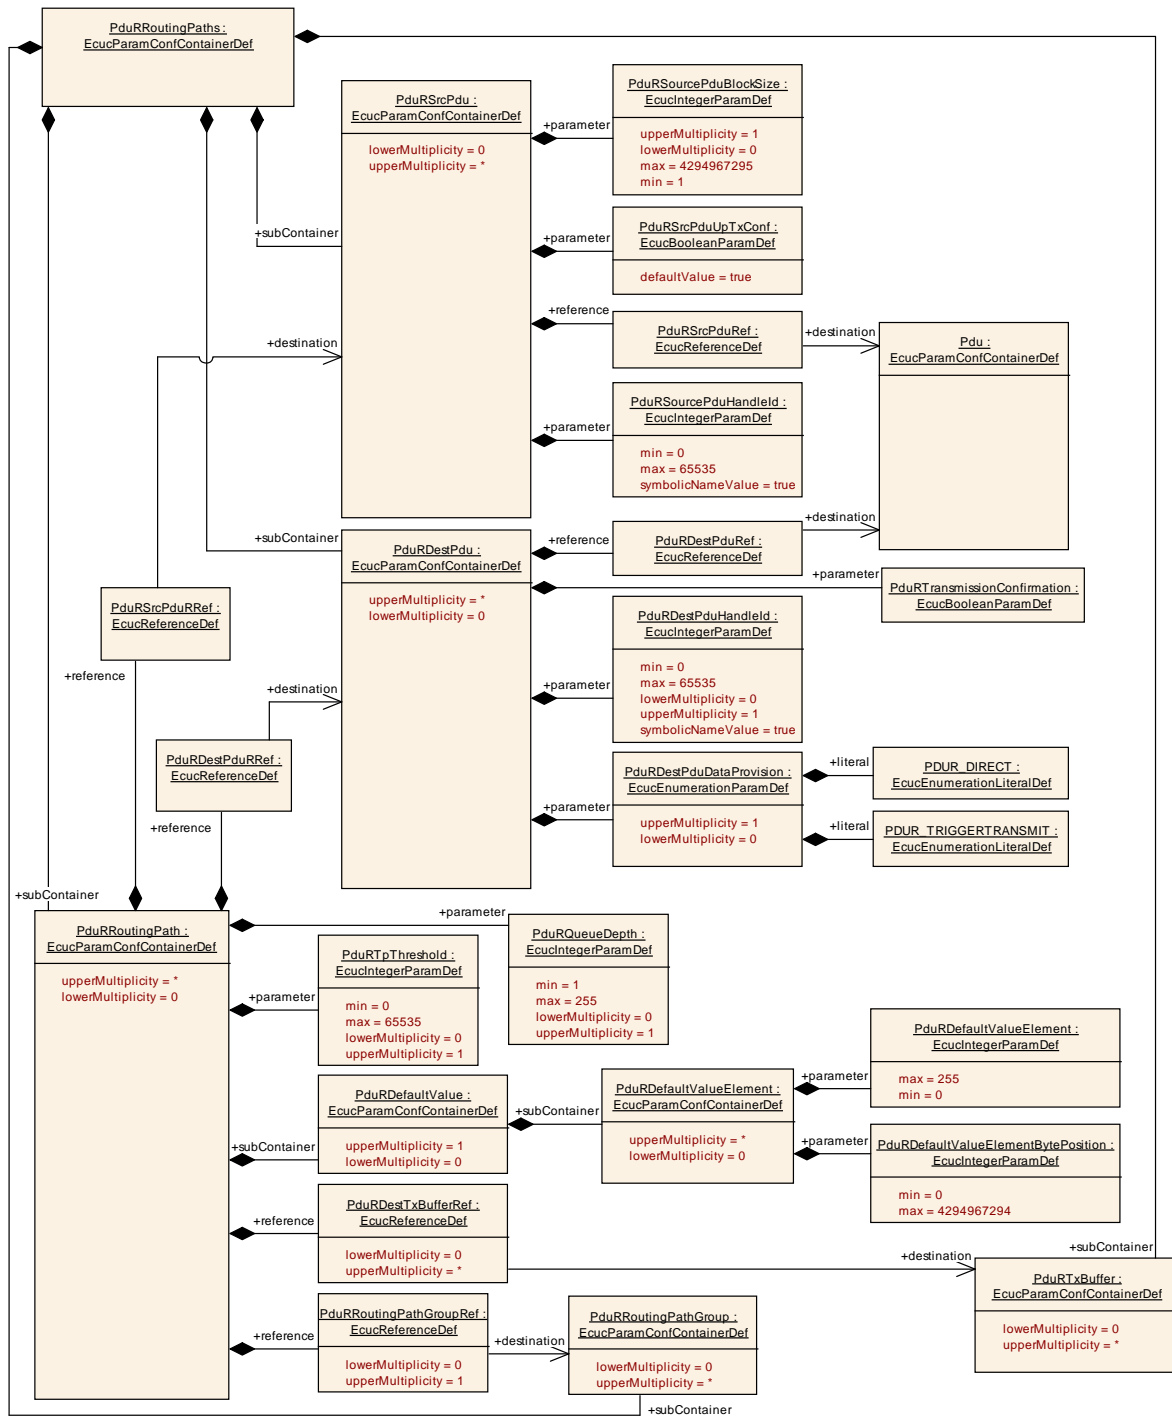 PduRRoutingPaths :
EcucParamConfContainerDef
PduRSrcPdu :
EcucParamConfContainerDef
lowerMultiplicity = 0
upperMultiplicity = *
+parameter
PduRSourcePduBlockSize :
EcucIntegerParamDef
upperMultiplicity = 1
lowerMultiplicity = 0
max = 4294967295
min = 1
+subContainer
+parameter
PduRSrcPduUpTxConf :
EcucBooleanParamDef
defaultValue = true
+reference
PduRSrcPduRef :
EcucReferenceDef
+destination
Pdu :
EcucParamConfContainerDef
+destination
+parameter
PduRSourcePduHandleId :
EcucIntegerParamDef
min = 0
max = 65535
symbolicNameValue = true
+subContainer
PduRDestPdu :
EcucParamConfContainerDef
upperMultiplicity = *
lowerMultiplicity = 0
+reference
PduRDestPduRef :
EcucReferenceDef
+destination
+parameter
PduRTransmissionConfirmation :
EcucBooleanParamDef
PduRSrcPduRRef :
EcucReferenceDef
+reference
+parameter
PduRDestPduHandleId :
EcucIntegerParamDef
min = 0
max = 65535
lowerMultiplicity = 0
upperMultiplicity = 1
symbolicNameValue = true
+destination
PduRDestPduRRef :
EcucReferenceDef
+reference
+parameter
PduRDestPduDataProvision :
EcucEnumerationParamDef
upperMultiplicity = 1
lowerMultiplicity = 0
+literal
PDUR_DIRECT :
EcucEnumerationLiteralDef
+literal
PDUR_TRIGGERTRANSMIT :
EcucEnumerationLiteralDef
+subContainer
PduRRoutingPath :
EcucParamConfContainerDef
upperMultiplicity = *
lowerMultiplicity = 0
+parameter
PduRQueueDepth :
EcucIntegerParamDef
min = 1
max = 255
lowerMultiplicity = 0
upperMultiplicity = 1
+parameter
PduRTpThreshold :
EcucIntegerParamDef
min = 0
max = 65535
lowerMultiplicity = 0
upperMultiplicity = 1
+subContainer
PduRDefaultValue :
EcucParamConfContainerDef
upperMultiplicity = 1
lowerMultiplicity = 0
+subContainer
PduRDefaultValueElement :
EcucParamConfContainerDef
upperMultiplicity = *
lowerMultiplicity = 0
+parameter
PduRDefaultValueElement :
EcucIntegerParamDef
max = 255
min = 0
+parameter
PduRDefaultValueElementBytePosition :
EcucIntegerParamDef
min = 0
max = 4294967294
+reference
PduRDestTxBufferRef :
EcucReferenceDef
lowerMultiplicity = 0
upperMultiplicity = *
+destination
+subContainer
PduRTxBuffer :
EcucParamConfContainerDef
lowerMultiplicity = 0
upperMultiplicity = *
+reference
PduRRoutingPathGroupRef :
EcucReferenceDef
lowerMultiplicity = 0
upperMultiplicity = 1
+destination
PduRRoutingPathGroup :
EcucParamConfContainerDef
lowerMultiplicity = 0
upperMultiplicity = *
+subContainer